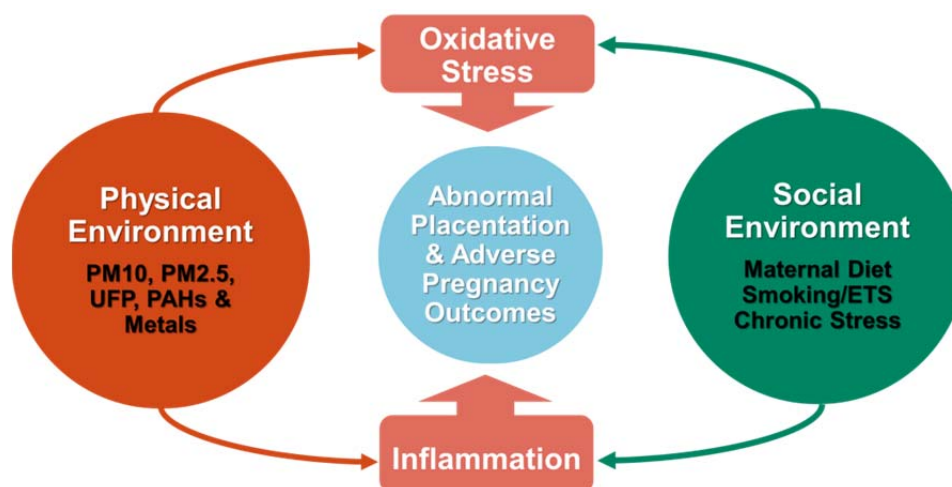 Oxidative
Stress
Physical
Environment
PM10, PM2.5,
UFP, PAHs &
Metals
Abnormal
Placentation
& Adverse
Pregnancy
Outcomes
Social
Environment
Maternal Diet
Smoking/ETS
Chronic Stress
Inflammation